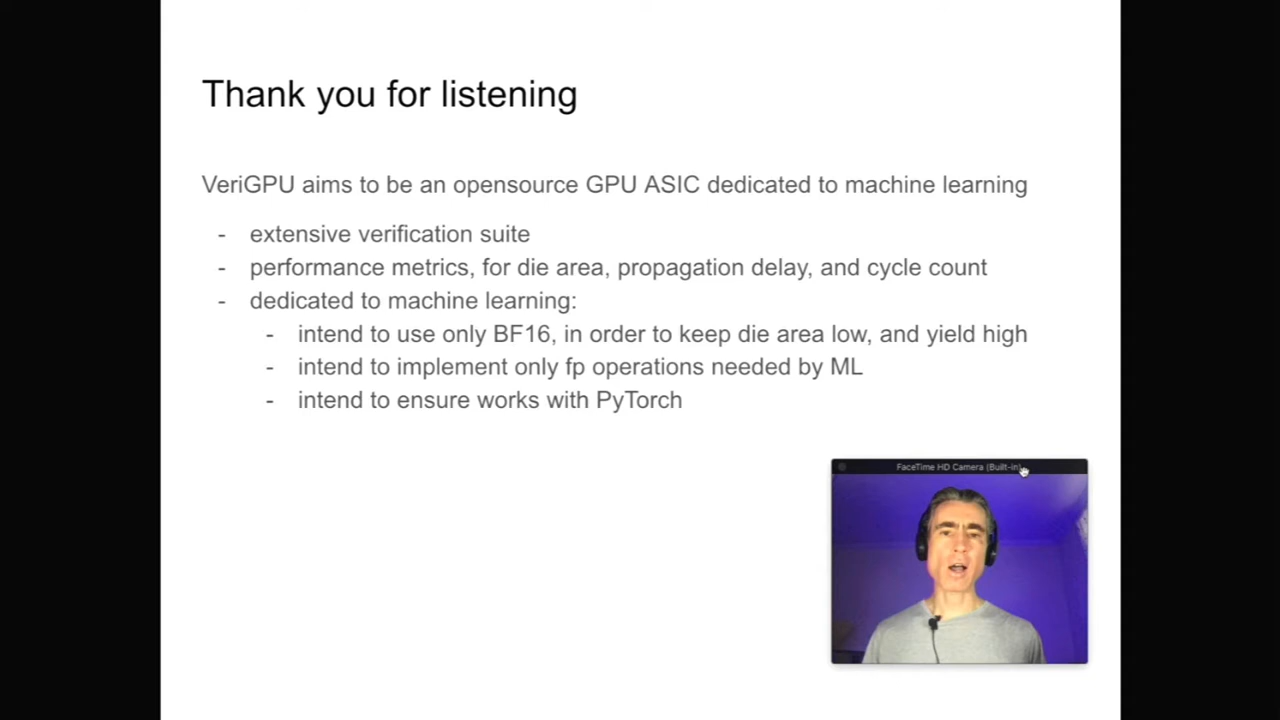 Thank you for listening
VeriGPU aims to be an opensource GPU ASIC dedicated to machine learning
- extensive verification suite
- performance metrics, for die area, propagation delay, and cycle count
- dedicated to machine learning:
- intend to use only BF16, in order to keep die area low, and yield high
- intend to implement only fp operations needed by ML
- intend to ensure works with PyTorch
FaceTime HD Camera (Built-in)